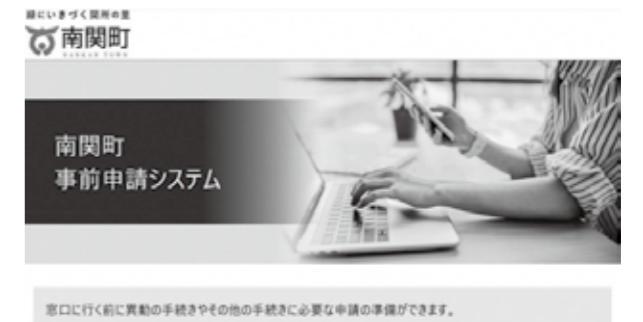 緑にいきづく関所の里
南関町
NANKAN TOWN
南関町
事前申請システム
窓口に行く前に異動の手続きやその他の手続きに必要な申請の準備ができます。